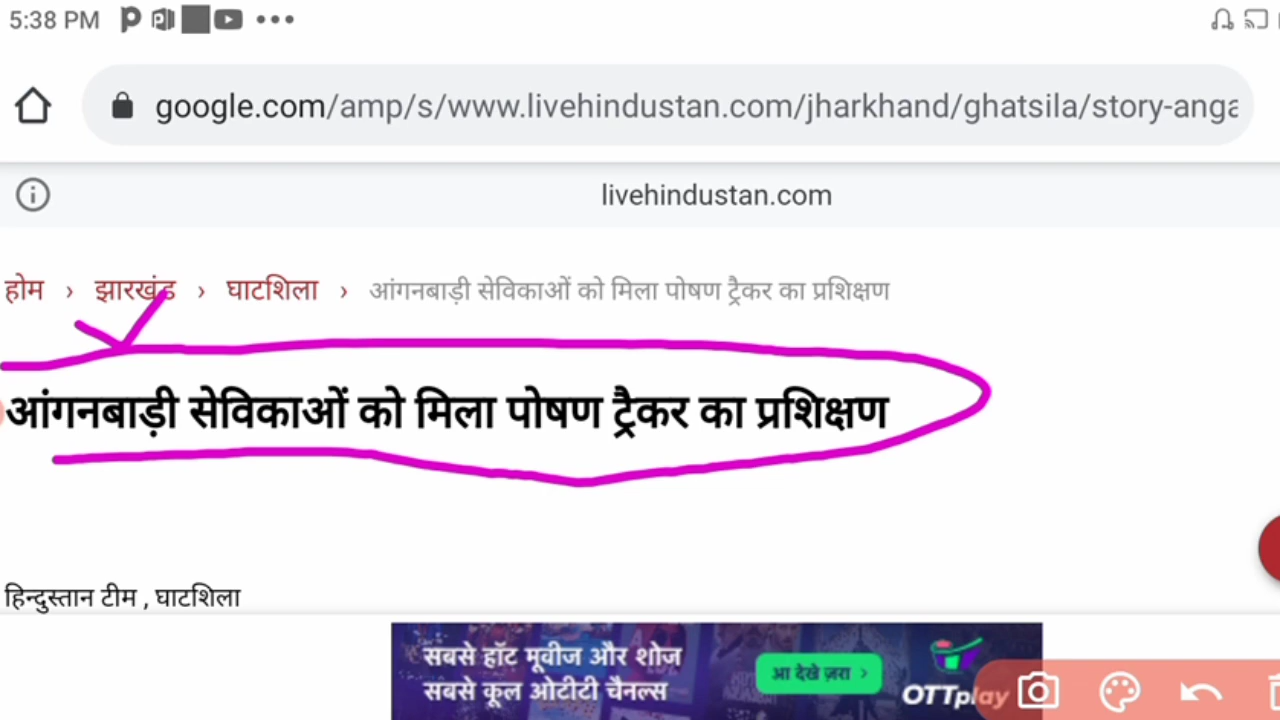 5:38 PM
google.com/amp/s/www.livehindustan.com/jharkhand/ghatsila/story-anga
livehindustan.com
होम › झारखंड › घाटशिला › आंगनबाड़ी सेविकाओं को मिला पोषण ट्रैकर का प्रशिक्षण
आंगनबाड़ी सेविकाओं को मिला पोषण ट्रैकर का प्रशिक्षण
हिन्दुस्तान टीम , घाटशिला
सबसे हॉट मूवीज और शोज
सबसे कूल ओटीटी चैनल्स
आ देखे ज़रा ›
OTTplay